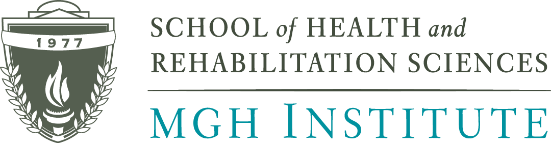 1977
SCHOOL of HEALTH and
REHABILITATION SCIENCES
MGH INSTITUTE